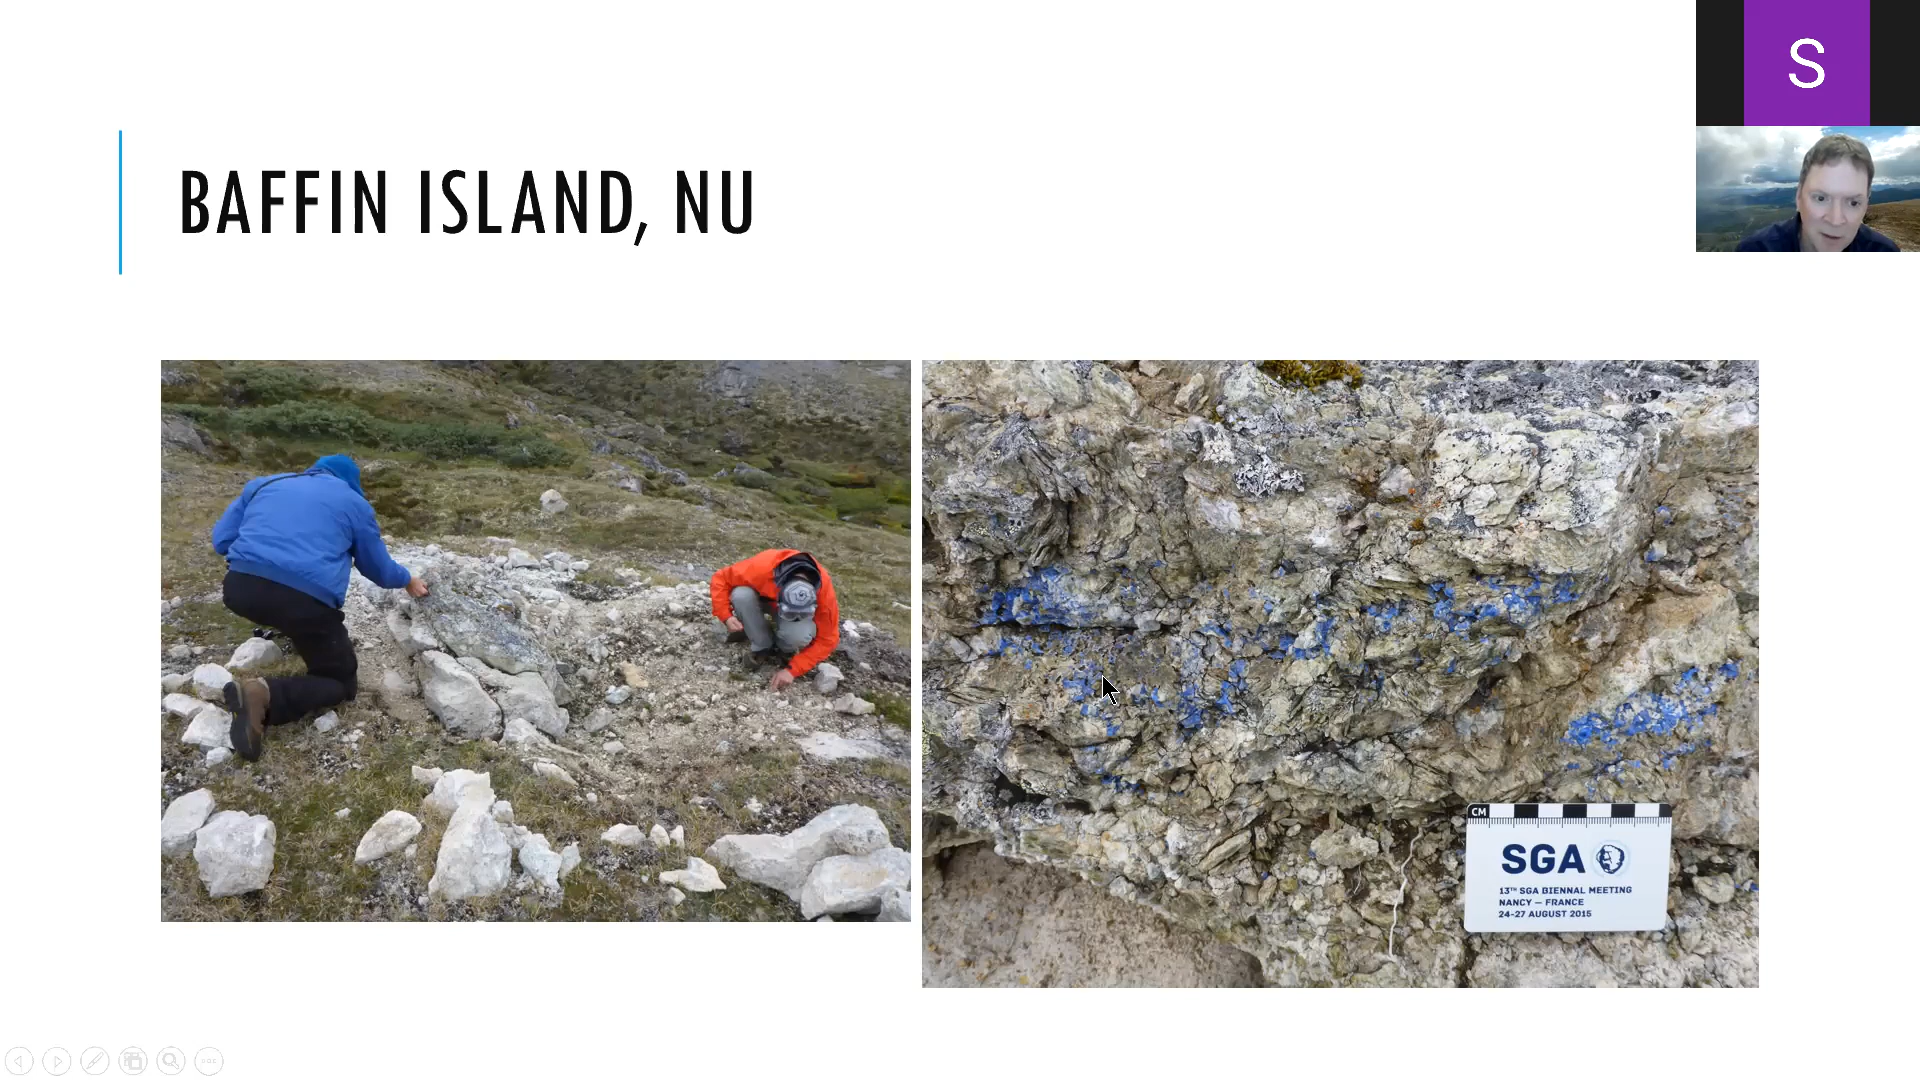 S
BAFFIN ISLAND, NU
CM
SGA
13TH SGA BIENNAL MEETING
NANCY – FRANCE
24-27 AUGUST 2015